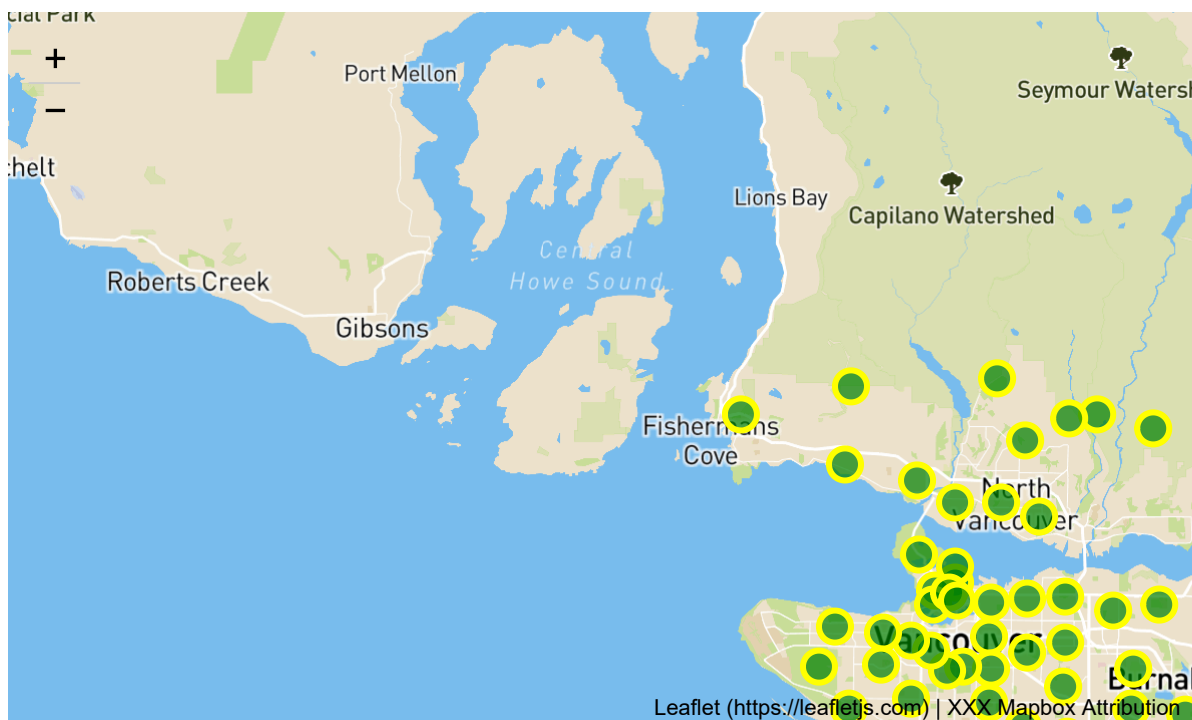 cial Park
+
Port Mellon
Seymour Watersh
−
chelt
Lions Bay
Capilano Watershed
Central
Howe Sound
Roberts Creek
Gibsons
Fishermans
Cove
North
Vancouver
Vancouver
Burnal
Leaflet (https://leafletjs.com) | XXX Mapbox Attribution